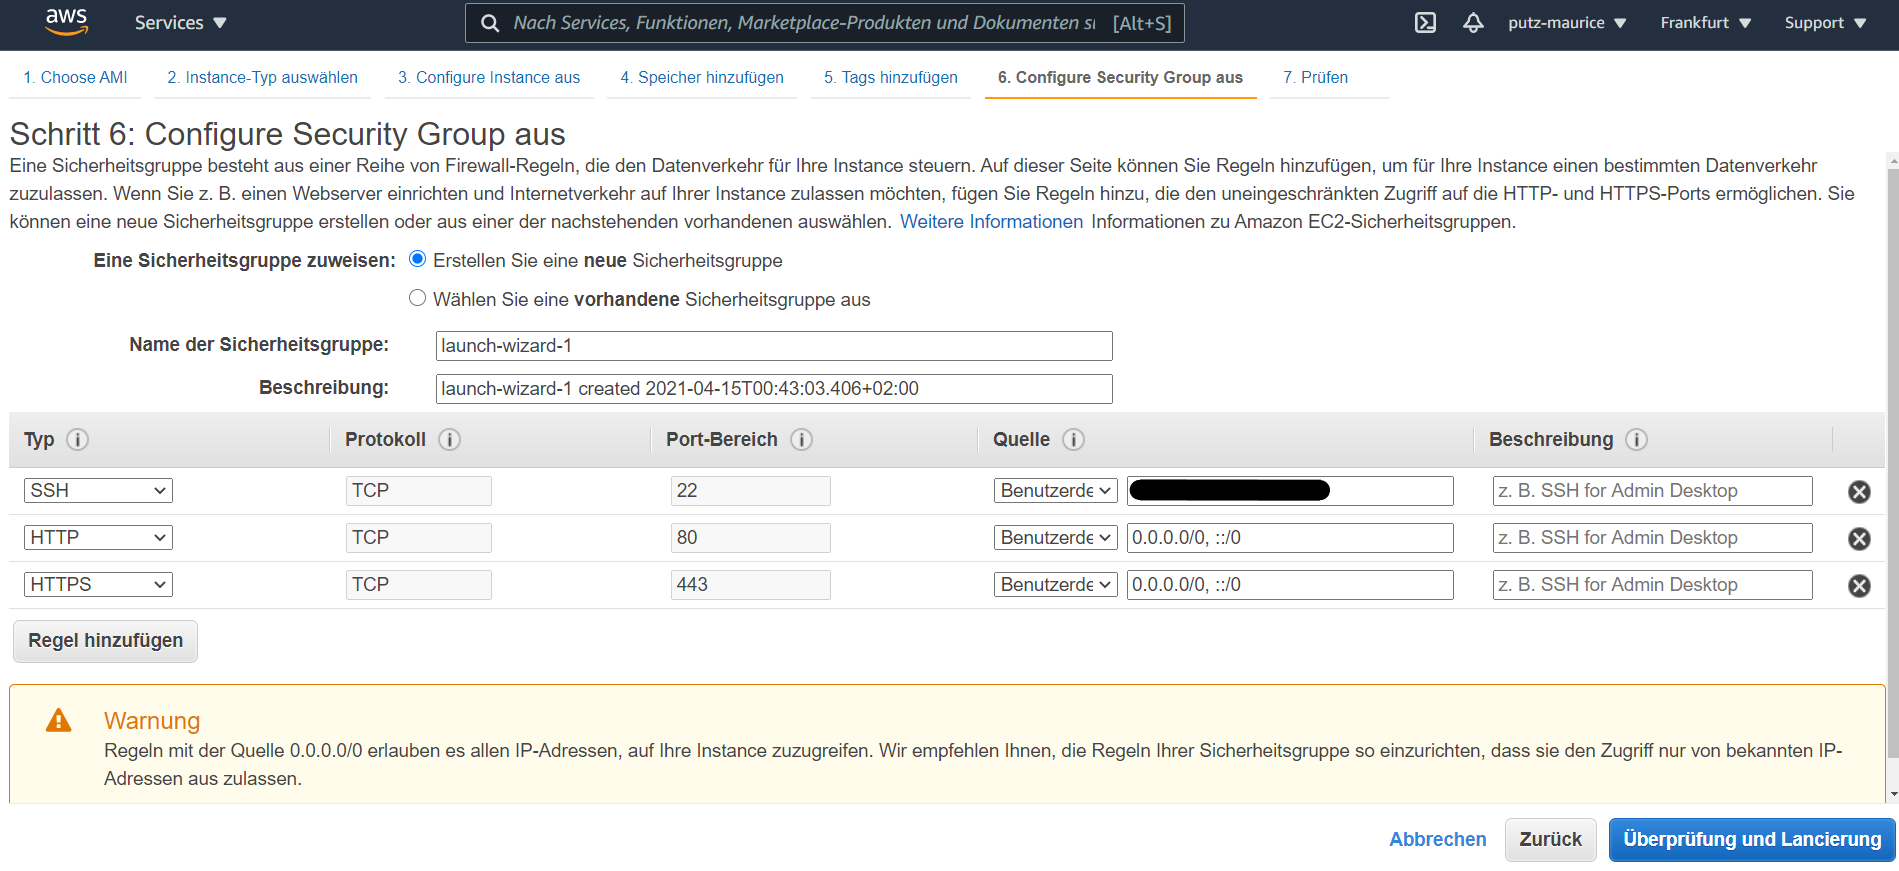 aws
Services
Nach Services, Funktionen, Marketplace-Produkten und Dokumenten su [Alt+S]
putz-maurice
Frankfurt
Support
1. Choose AMI
2. Instance-Typ auswählen
3. Configure Instance aus
4. Speicher hinzufügen
5. Tags hinzufügen
6. Configure Security Group aus
7. Prüfen
Schritt 6: Configure Security Group aus
Eine Sicherheitsgruppe besteht aus einer Reihe von Firewall-Regeln, die den Datenverkehr für Ihre Instance steuern. Auf dieser Seite können Sie Regeln hinzufügen, um für Ihre Instance einen bestimmten Datenverkehr
zuzulassen. Wenn Sie z. B. einen Webserver einrichten und Internetverkehr auf Ihrer Instance zulassen möchten, fügen Sie Regeln hinzu, die den uneingeschränkten Zugriff auf die HTTP- und HTTPS-Ports ermöglichen. Sie
können eine neue Sicherheitsgruppe erstellen oder aus einer der nachstehenden vorhandenen auswählen. Weitere Informationen Informationen zu Amazon EC2-Sicherheitsgruppen.
Eine Sicherheitsgruppe zuweisen: Erstellen Sie eine neue Sicherheitsgruppe
Wählen Sie eine vorhandene Sicherheitsgruppe aus
Name der Sicherheitsgruppe: launch-wizard-1
Beschreibung: launch-wizard-1 created 2021-04-15T00:43:03.406+02:00
Typ Protokoll Port-Bereich Quelle Beschreibung
SSH TCP 22 Benutzerde z. B. SSH for Admin Desktop
HTTP TCP 80 Benutzerde 0.0.0.0/0, ::/0 z. B. SSH for Admin Desktop
HTTPS TCP 443 Benutzerde 0.0.0.0/0, ::/0 z. B. SSH for Admin Desktop
Regel hinzufügen
Warnung
Regeln mit der Quelle 0.0.0.0/0 erlauben es allen IP-Adressen, auf Ihre Instance zuzugreifen. Wir empfehlen Ihnen, die Regeln Ihrer Sicherheitsgruppe so einzurichten, dass sie den Zugriff nur von bekannten IP-
Adressen aus zulassen.
Abbrechen
Zurück
Überprüfung und Lancierung